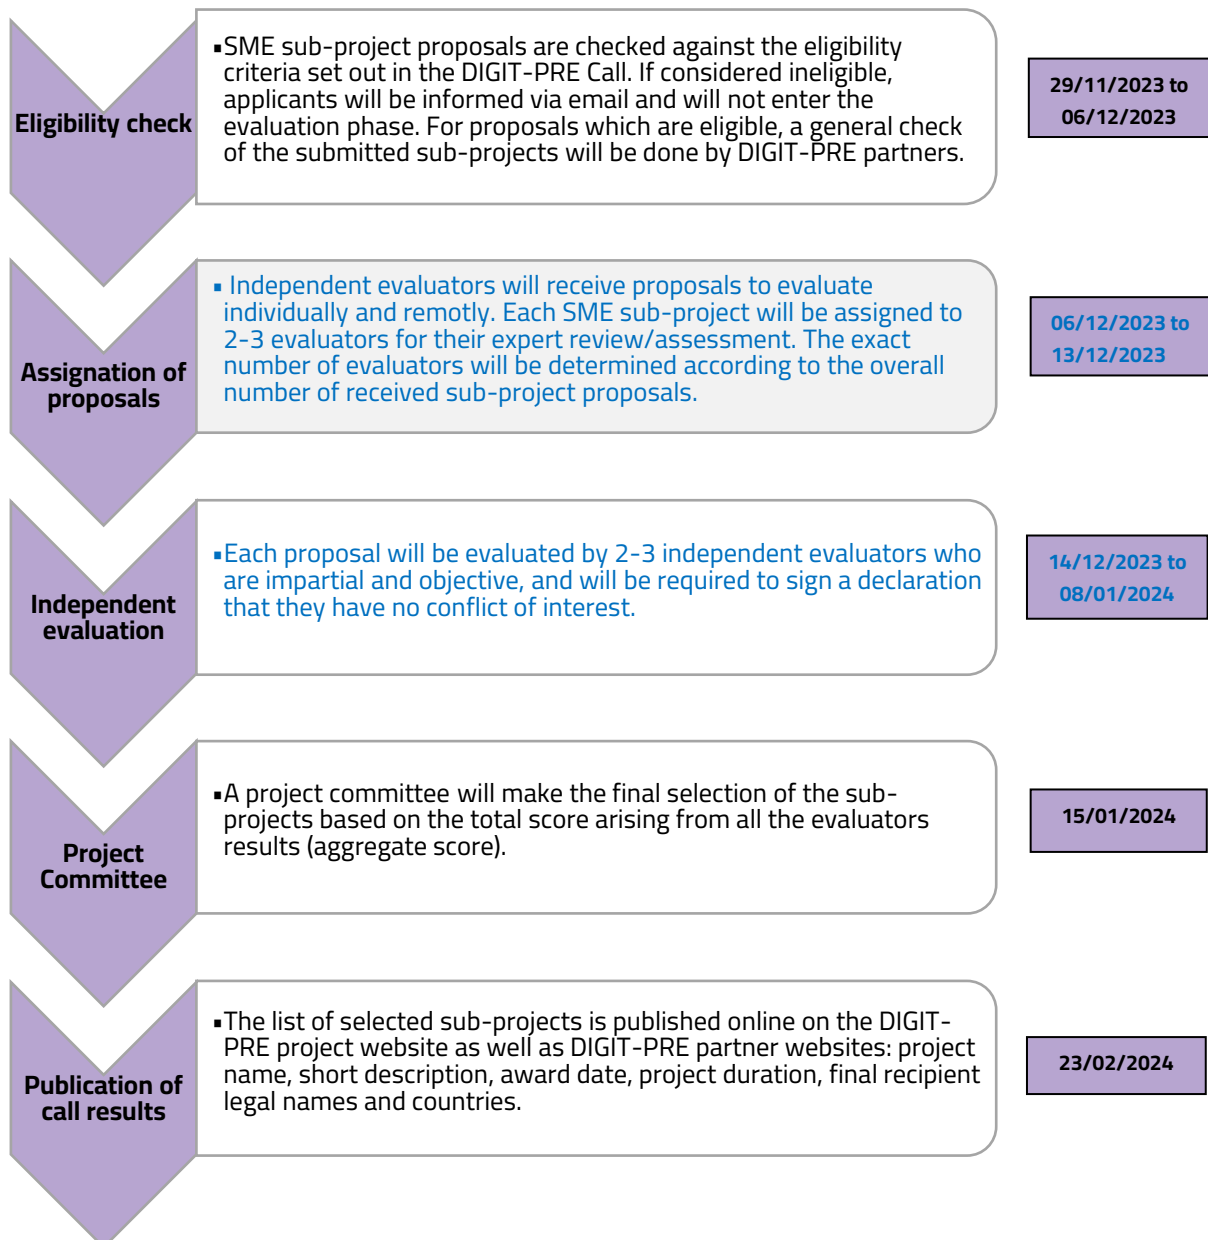 Eligibility check
▪SME sub-project proposals are checked against the eligibility
criteria set out in the DIGIT-PRE Call. If considered ineligible,
applicants will be informed via email and will not enter the
evaluation phase. For proposals which are eligible, a general check
of the submitted sub-projects will be done by DIGIT-PRE partners.
29/11/2023 to
06/12/2023
Assignation of
proposals
▪ Independent evaluators will receive proposals to evaluate
individually and remotly. Each SME sub-project will be assigned to
2-3 evaluators for their expert review/assessment. The exact
number of evaluators will be determined according to the overall
number of received sub-project proposals.
06/12/2023 to
13/12/2023
Independent
evaluation
▪Each proposal will be evaluated by 2-3 independent evaluators who
are impartial and objective, and will be required to sign a declaration
that they have no conflict of interest.
14/12/2023 to
08/01/2024
Project
Committee
▪A project committee will make the final selection of the sub-
projects based on the total score arising from all the evaluators
results (aggregate score).
15/01/2024
Publication of
call results
▪The list of selected sub-projects is published online on the DIGIT-
PRE project website as well as DIGIT-PRE partner websites: project
name, short description, award date, project duration, final recipient
legal names and countries.
23/02/2024